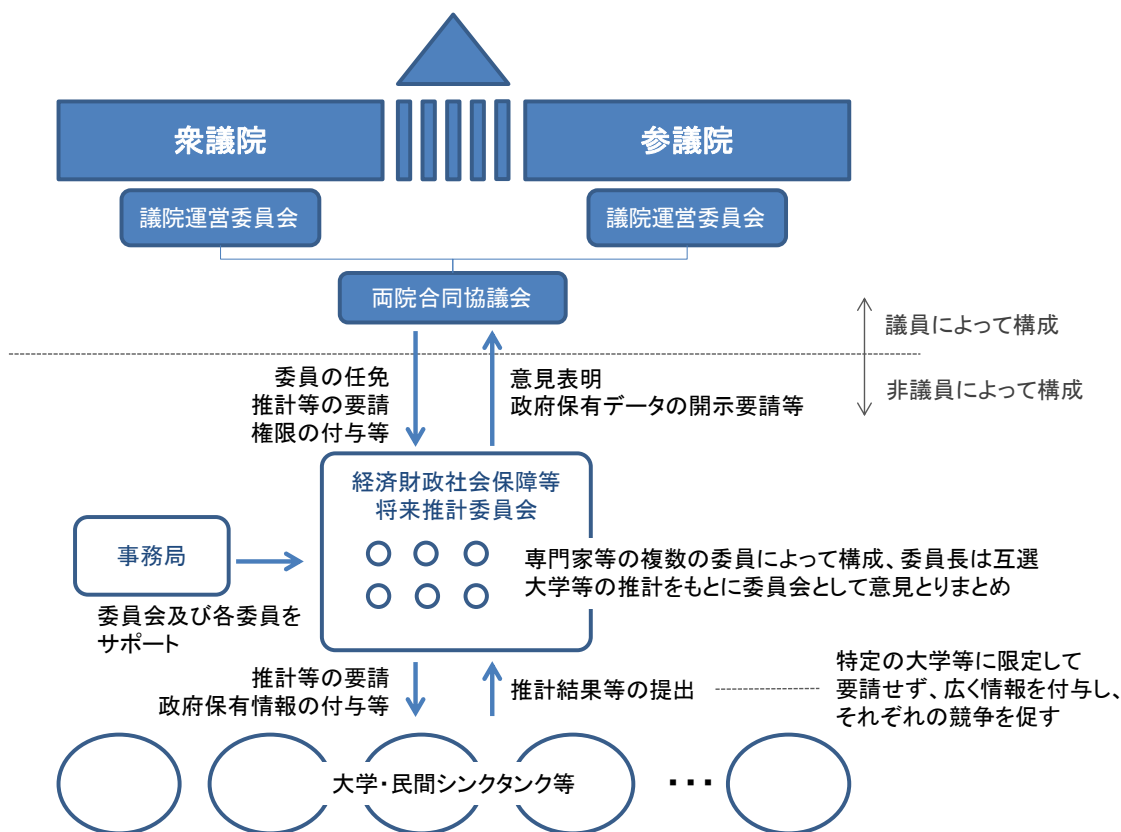 衆議院
参議院
議院運営委員会
議院運営委員会
両院合同協議会
議員によって構成
非議員によって構成
委員の任免
推計等の要請
権限の付与等
意見表明
政府保有データの開示要請等
経済財政社会保障等
将来推計委員会
事務局
委員会及び各委員を
サポート
専門家等の複数の委員によって構成、委員長は互選
大学等の推計をもとに委員会として意見とりまとめ
推計等の要請
政府保有情報の付与等
推計結果等の提出
特定の大学等に限定して
要請せず、広く情報を付与し、
それぞれの競争を促す
大学・民間シンクタンク等
・・・